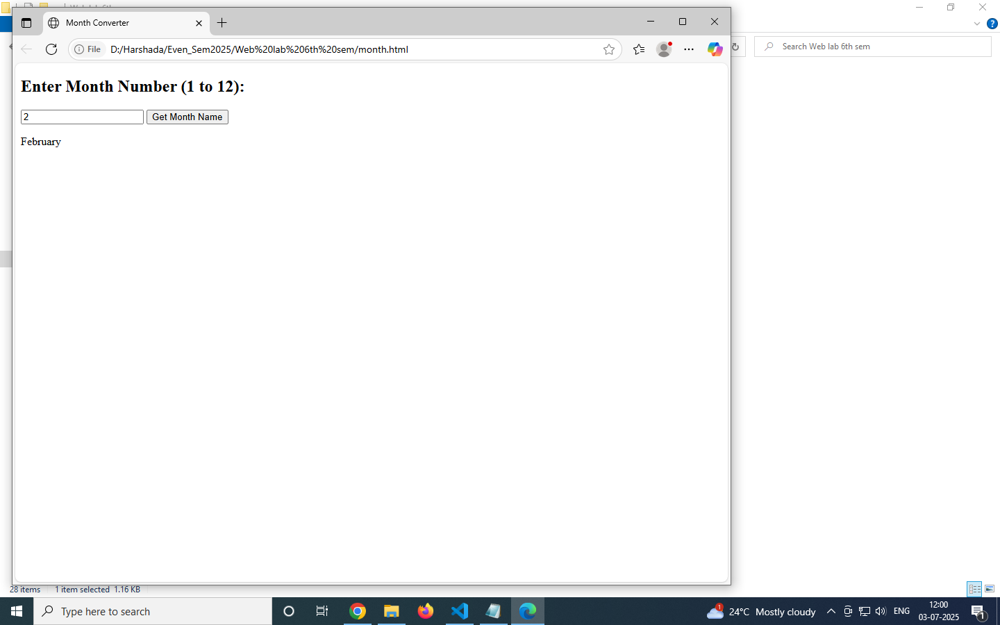 Month Converter
File
D:/Harshada/Even_Sem2025/Web%20lab%206th%20sem/month.html
Search Web lab 6th sem
Enter Month Number (1 to 12):
2
Get Month Name
February
28 items
1 item selected 1.16 KB
Type here to search
1
24°C Mostly cloudy
ENG
12:00
03-07-2025
1